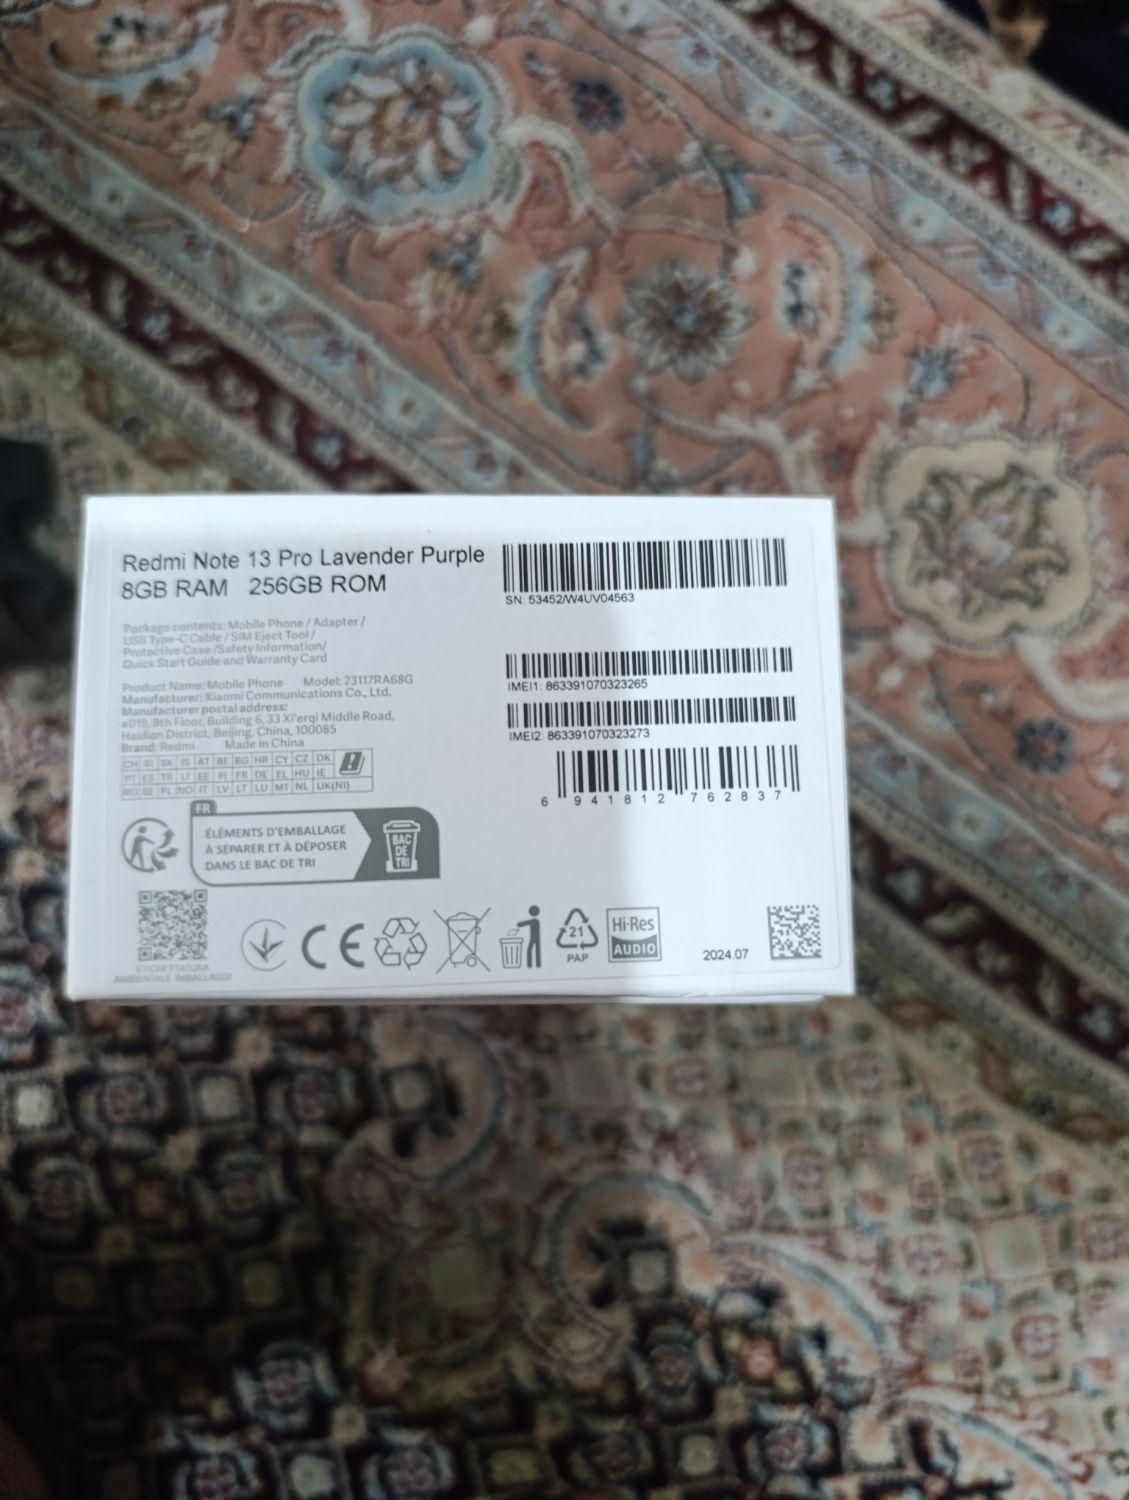 Redmi Note 13 Pro Lavender Purple
8GB RAM 256GB ROM
Package contents: Mobile Phone / Adapter /
USB Type-C Cable / SIM Eject Tool /
Protective Case /Safety Information/
Quick Start Guide and Warranty Card
Product Name: Mobile Phone Model: 23117RA68G
Manufacturer: Xiaomi Communications Co., Ltd.
Manufacturer postal address:
#019, 9th Floor, Building 6, 33 Xi'erqi Middle Road,
Haidian District, Beijing, China, 100085
Brand: Redmi Made in China
CH SI SK IS AT BE BG HR CY CZ DK
PT ES TR LI EE FI FR DE EL HU IE
RO SE PL NO IT LV LT LU MT NL UK(NI)
FR
ÉLÉMENTS D'EMBALLAGE
À SÉPARER ET À DÉPOSER
DANS LE BAC DE TRI
BAC
DE
TRI
ETICHETTATURA
AMBIENTALE IMBALLAGGI
SN: 53452/W4UV04563
IMEI1: 863391070323265
IMEI2: 863391070323273
6 941812 762837
CE
21
PAP
Hi-Res
AUDIO
2024.07